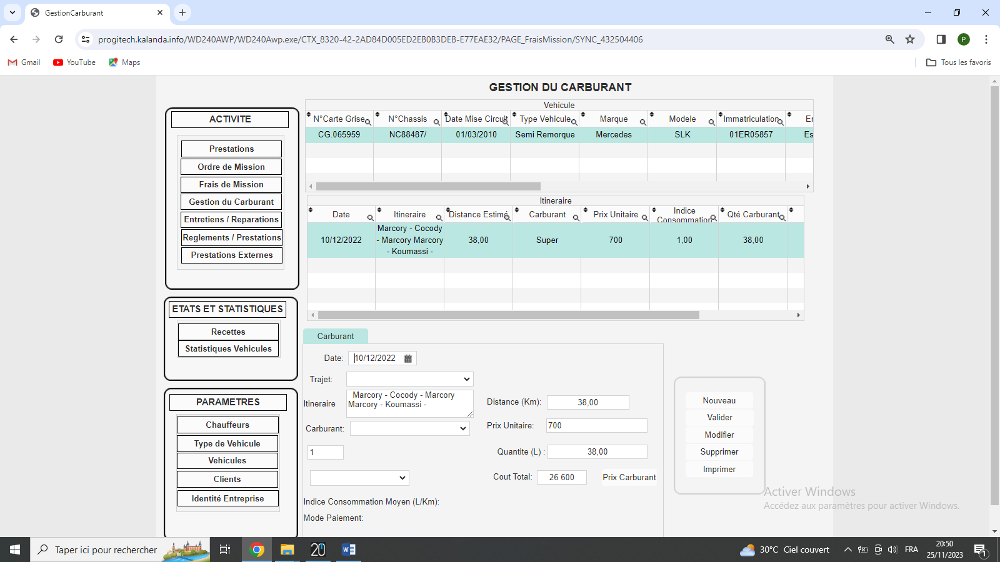 GestionCarburant
progitech.kalanda.info/WD240AWP/WD240Awp.exe/CTX_8320-42-2AD84D005ED2EB0B3DEB-E77EAE32/PAGE_FraisMission/SYNC_432504406
P
Gmail YouTube Maps Tous les favoris
GESTION DU CARBURANT
ACTIVITE
Prestations
Ordre de Mission
Frais de Mission
Gestion du Carburant
Entretiens / Reparations
Reglements / Prestations
Prestations Externes
ETATS ET STATISTIQUES
Recettes
Statistiques Vehicules
PARAMETRES
Chauffeurs
Type de Vehicule
Vehicules
Clients
Identité Entreprise
Vehicule
N°Carte Grise N°Chassis Date Mise Circuit Type Vehicule Marque Modele Immatriculation Er
CG.065959 NC88487/ 01/03/2010 Semi Remorque Mercedes SLK 01ER05857 Es
Itineraire
Date Itineraire Distance Estimé Carburant Prix Unitaire Indice Consommation Qté Carburant
10/12/2022 Marcory - Cocody - Marcory Marcory - Koumassi - 38,00 Super 700 1,00 38,00
Carburant
Date: 10/12/2022
Trajet:
Itineraire Marcory - Cocody - Marcory
Marcory - Koumassi -
Distance (Km): 38,00
Carburant:
Prix Unitaire: 700
1
Quantite (L) : 38,00
Cout Total: 26 600 Prix Carburant
Indice Consommation Moyen (L/Km):
Mode Paiement:
Nouveau
Valider
Modifier
Supprimer
Imprimer
Activer Windows
Accédez aux paramètres pour activer Windows.
Taper ici pour rechercher
20
30°C Ciel couvert
FRA
20:50
25/11/2023
1